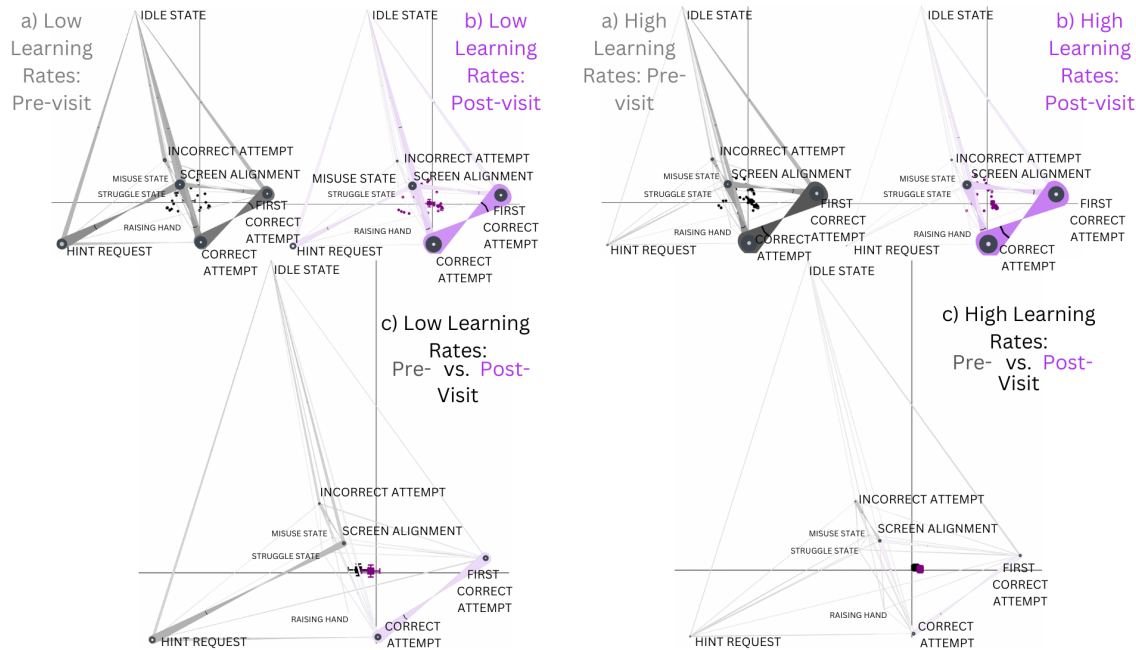 a) Low
Learning
Rates:
Pre-visit
IDLE STATE
INCORRECT ATTEMPT
MISUSE STATE
SCREEN ALIGNMENT
STRUGGLE STATE
FIRST
CORRECT
ATTEMPT
RAISING HAND
HINT REQUEST
CORRECT
ATTEMPT
b) Low
Learning
Rates:
Post-visit
IDLE STATE
INCORRECT ATTEMPT
MISUSE STATE
SCREEN ALIGNMENT
STRUGGLE STATE
FIRST
CORRECT
ATTEMPT
RAISING HAND
HINT REQUEST
CORRECT
ATTEMPT
a) High
Learning
Rates: Pre-
visit
IDLE STATE
INCORRECT ATTEMPT
MISUSE STATE
SCREEN ALIGNMENT
STRUGGLE STATE
FIRST
CORRECT
ATTEMPT
RAISING HAND
HINT REQUEST
CORRECT
ATTEMPT
b) High
Learning
Rates:
Post-visit
IDLE STATE
INCORRECT ATTEMPT
MISUSE STATE
SCREEN ALIGNMENT
STRUGGLE STATE
FIRST
CORRECT
ATTEMPT
RAISING HAND
HINT REQUEST
CORRECT
ATTEMPT
c) Low Learning
Rates:
Pre- vs. Post-
Visit
IDLE STATE
INCORRECT ATTEMPT
MISUSE STATE
SCREEN ALIGNMENT
STRUGGLE STATE
FIRST
CORRECT
ATTEMPT
RAISING HAND
HINT REQUEST
CORRECT
ATTEMPT
c) High Learning
Rates:
Pre- vs. Post-
Visit
IDLE STATE
INCORRECT ATTEMPT
MISUSE STATE
SCREEN ALIGNMENT
STRUGGLE STATE
FIRST
CORRECT
ATTEMPT
RAISING HAND
HINT REQUEST
CORRECT
ATTEMPT